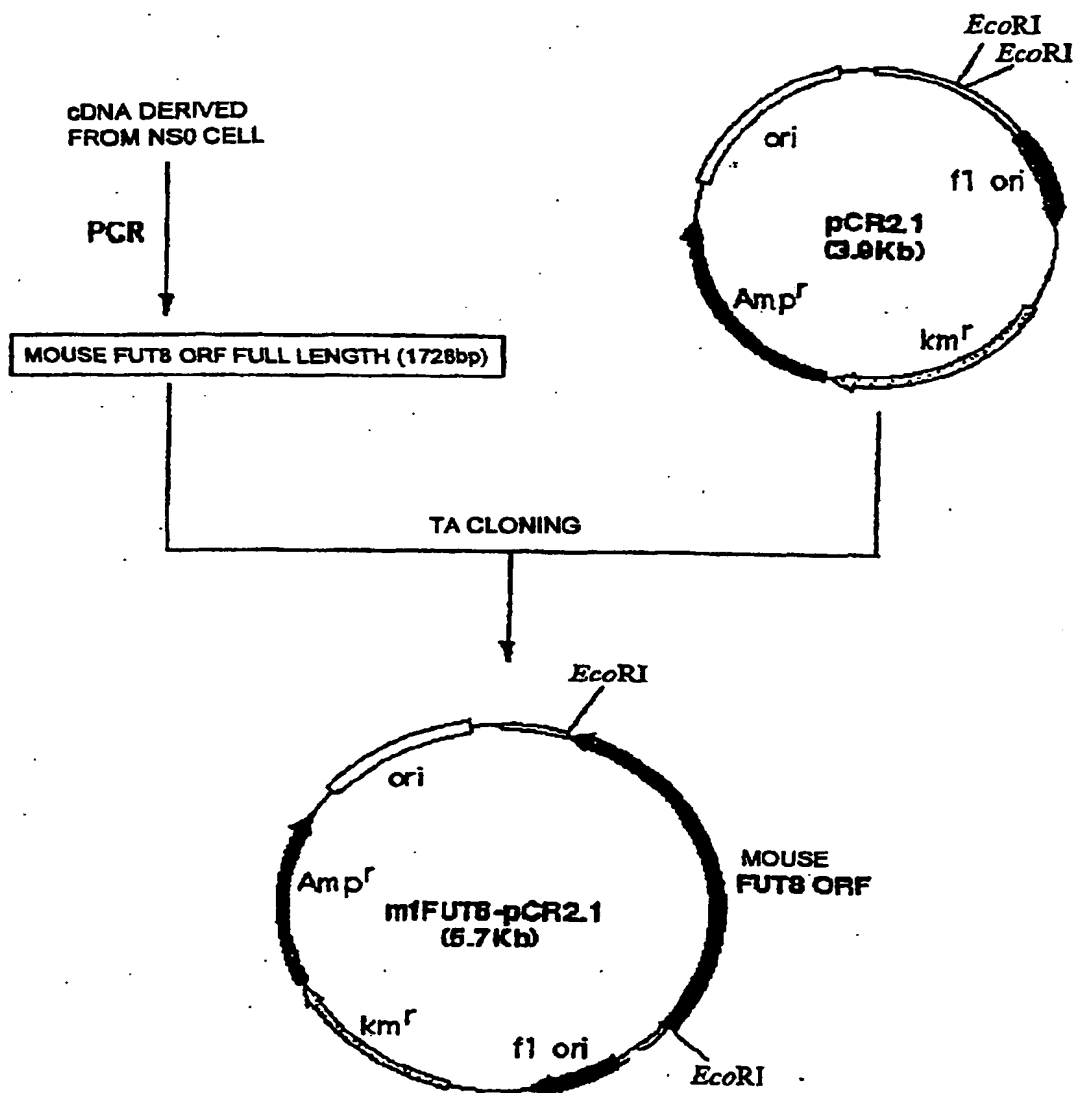 EcoRI
EcoRI
cDNA DERIVED
FROM NS0 CELL
ori
f1 ori
PCR
pCR2.1
(3.9Kb)
Amp r
km r
MOUSE FUT8 ORF FULL LENGTH (1728bp)
TA CLONING
EcoRI
ori
MOUSE
FUT8 ORF
Amp r
mfFUT8-pCR2.1
(5.7Kb)
km r
f1 ori
EcoRI